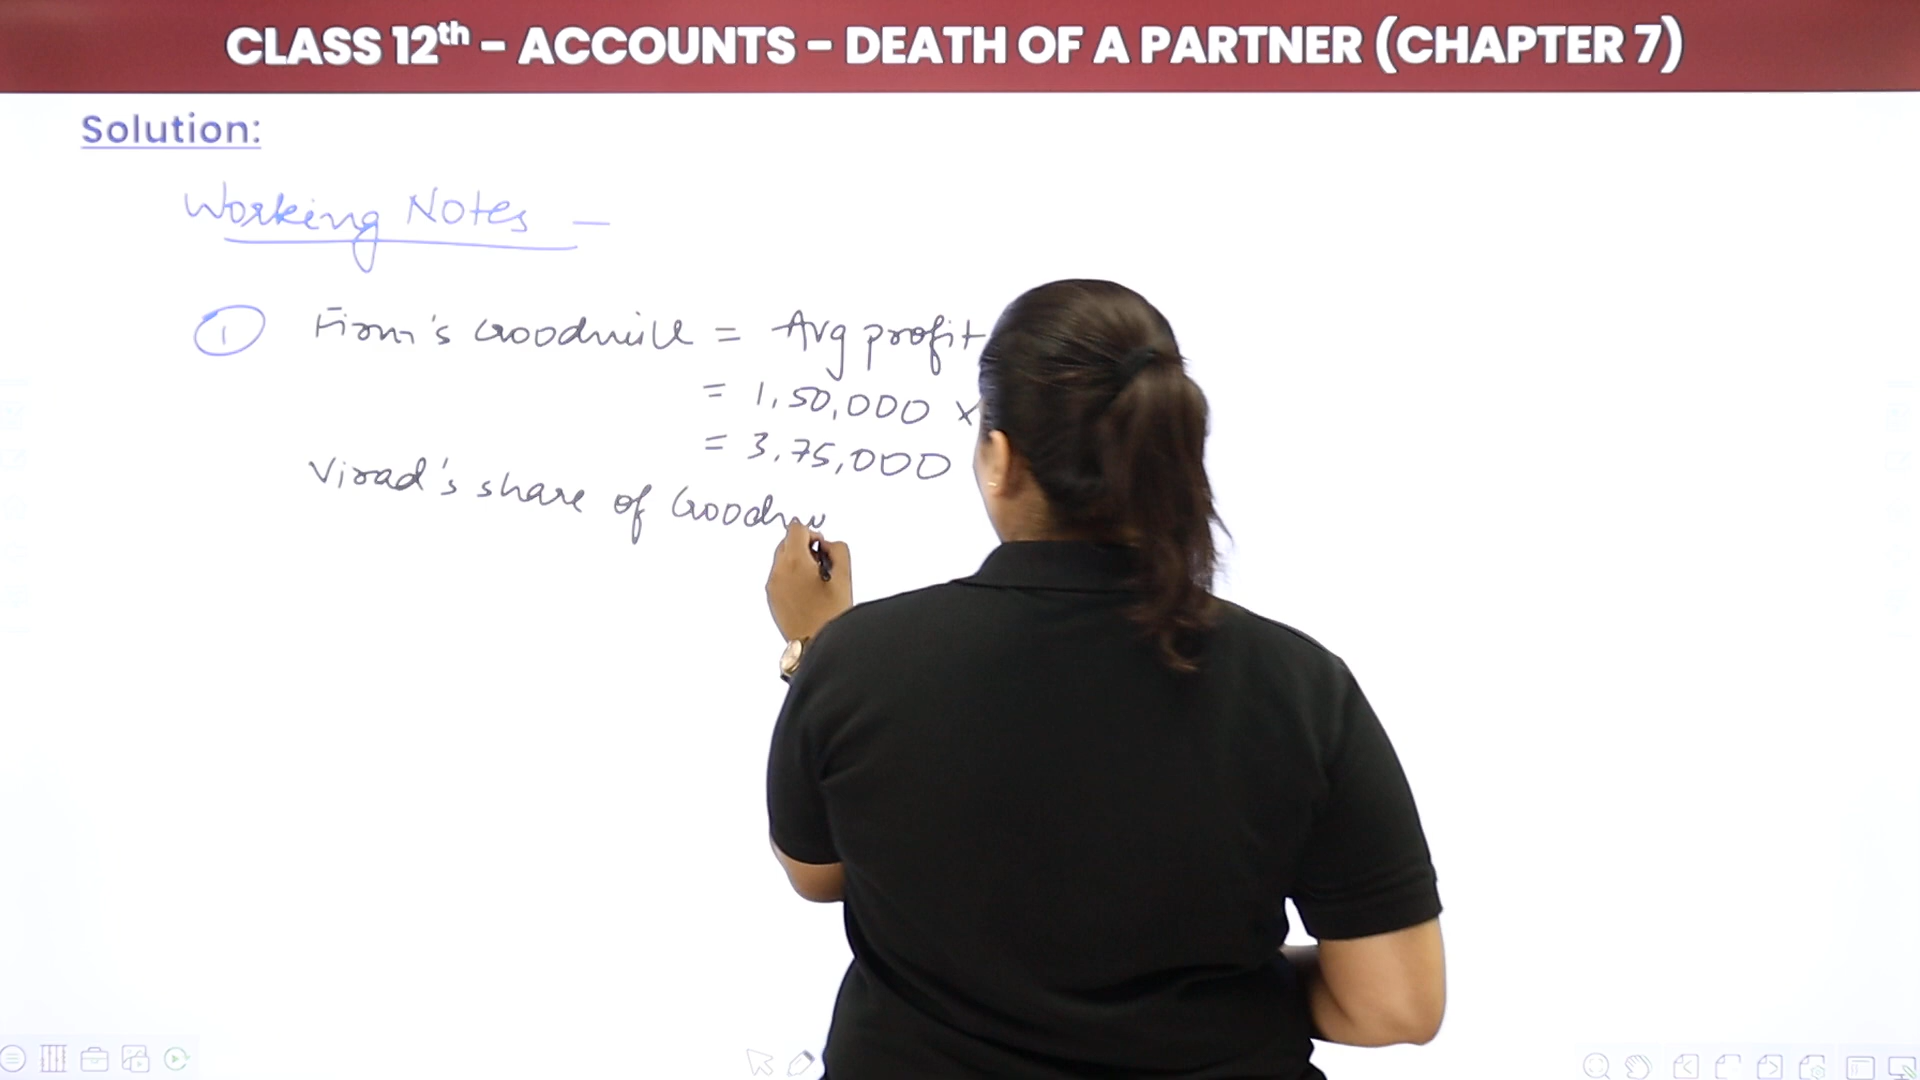 CLASS 12th - ACCOUNTS - DEATH OF A PARTNER (CHAPTER 7)
Solution:
Working Notes —
① Firm's Goodwill = Avg profit
= 1,50,000 ×
= 3,75,000
Virad's share of Goodw